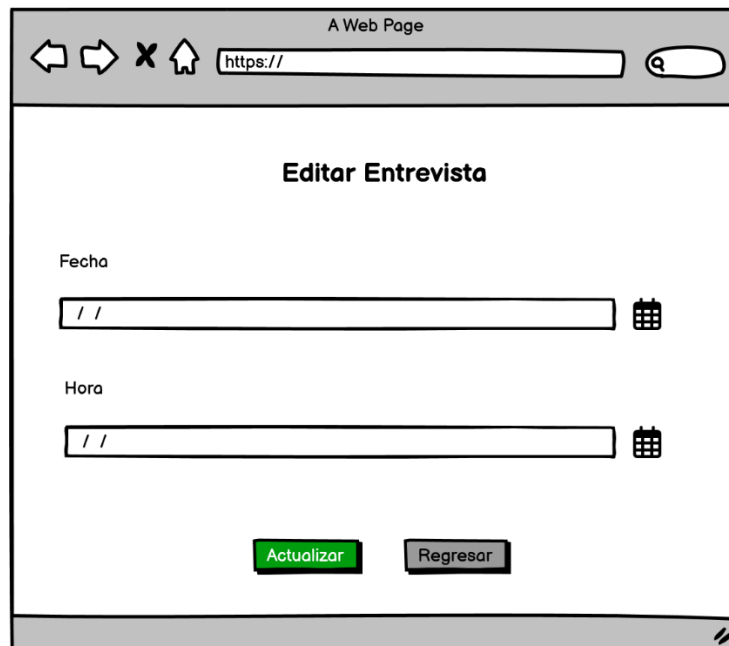 A Web Page
https://
Editar Entrevista
Fecha
/ /
Hora
/ /
Actualizar Regresar